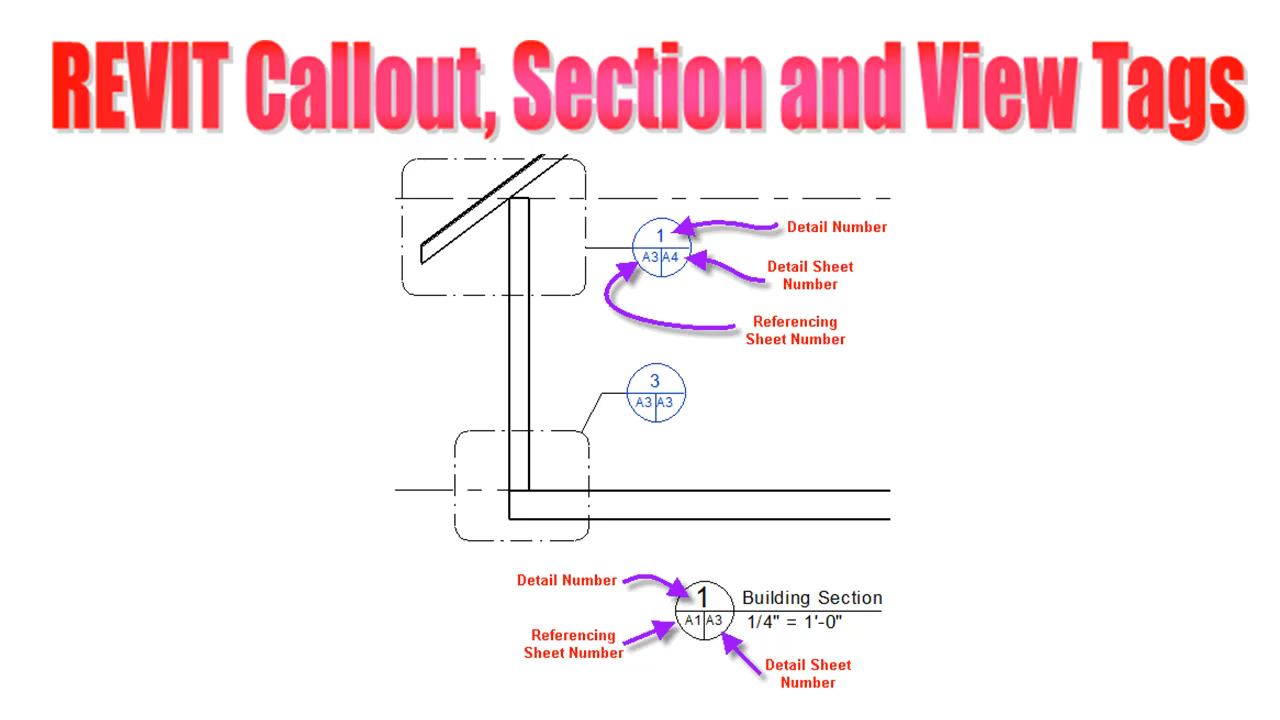 REVIT Callout, Section and View Tags
1
A3 A4
Detail Number
Detail Sheet
Number
Referencing
Sheet Number
3
A3 A3
Detail Number
1
A1 A3
Building Section
1/4" = 1'-0"
Referencing
Sheet Number
Detail Sheet
Number